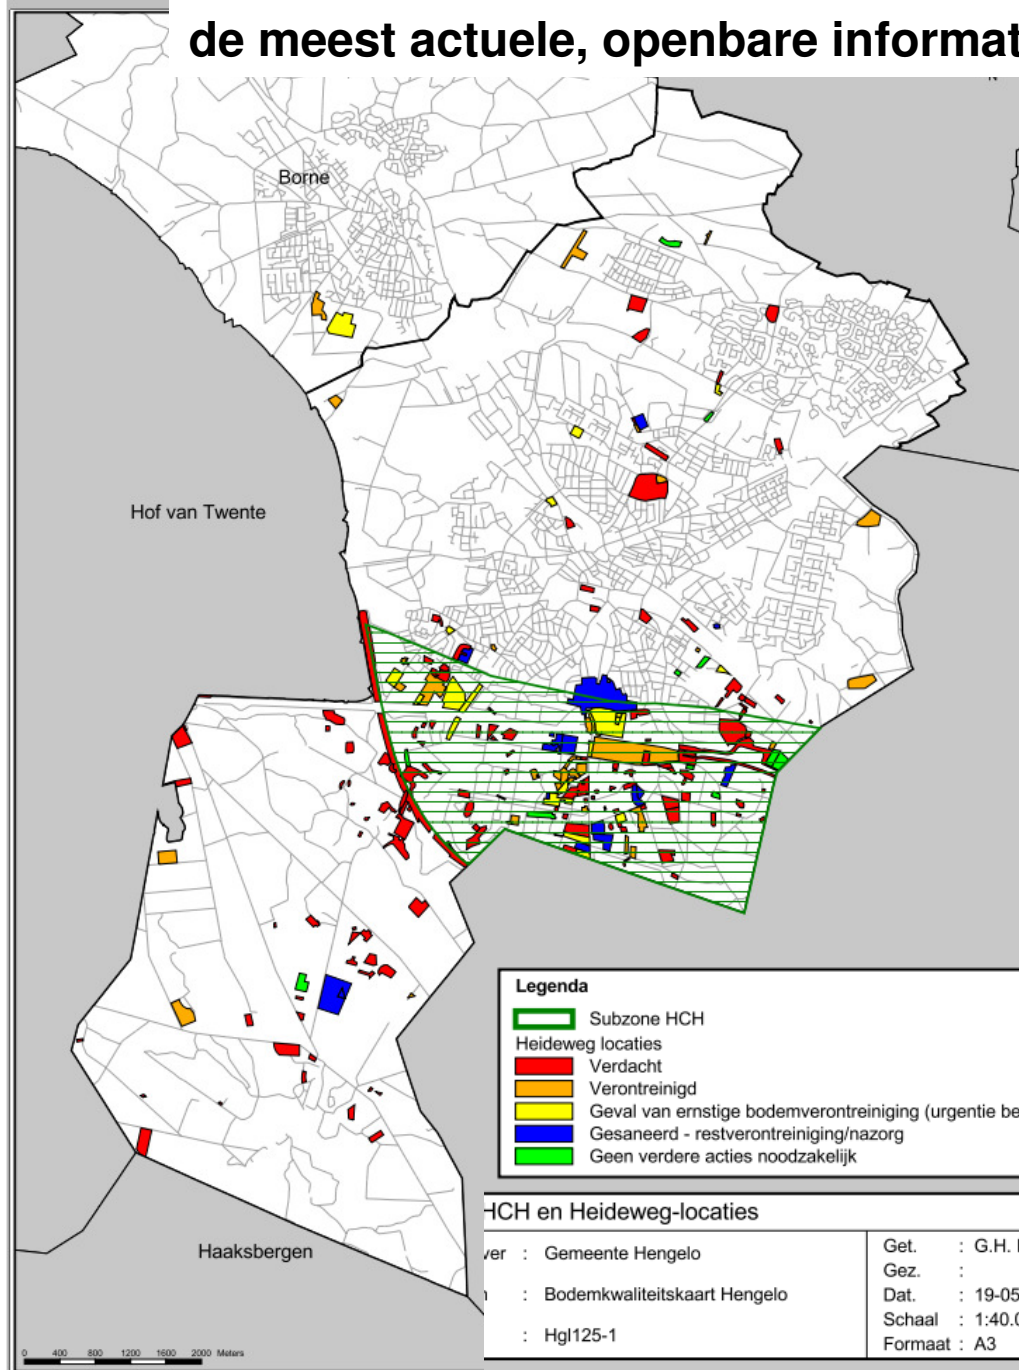 de meest actuele, openbare informat
N
Borne
Hof van Twente
Legenda
Subzone HCH
Heideweg locaties
Verdacht
Verontreinigd
Geval van ernstige bodemverontreiniging (urgentie be
Gesaneerd - restverontreiniging/nazorg
Geen verdere acties noodzakelijk
HCH en Heideweg-locaties
Haaksbergen
ver : Gemeente Hengelo
: Bodemkwaliteitskaart Hengelo
: Hgl125-1
Get. : G.H.
Gez. :
Dat. : 19-05
Schaal : 1:40.0
Formaat : A3
0 400 800 1200 1600 2000 Meters